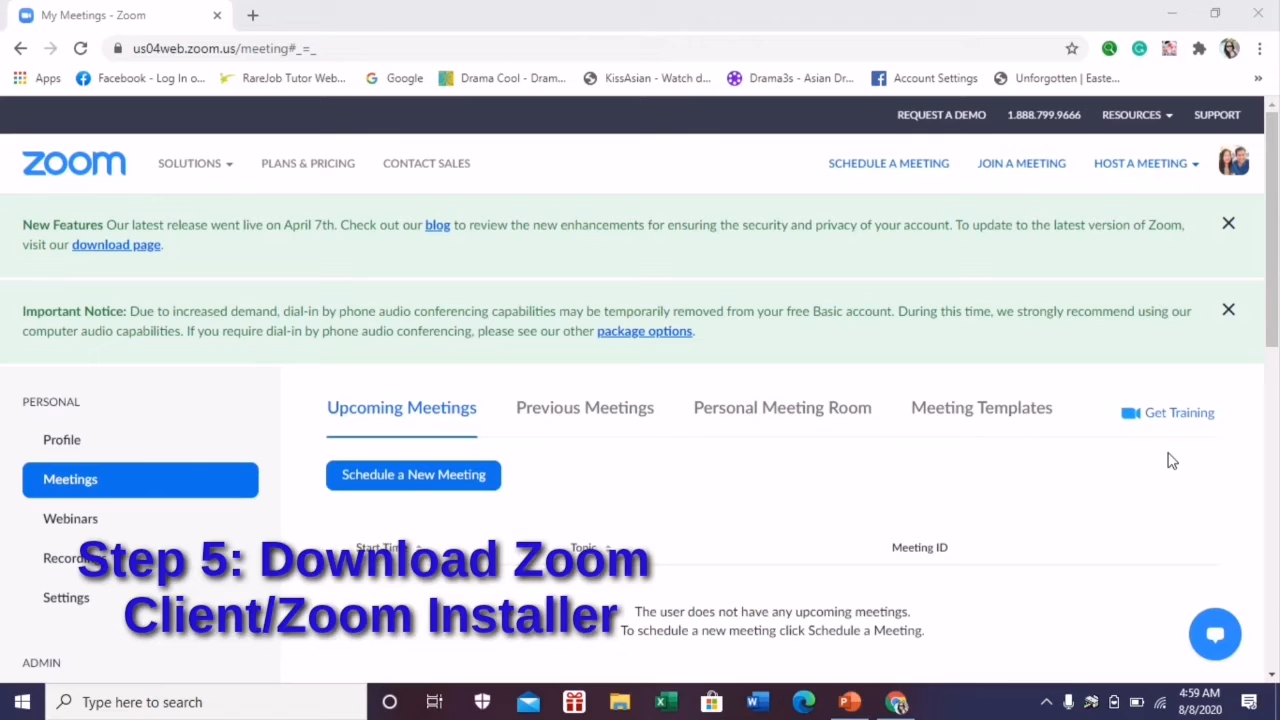 My Meetings - Zoom
us04web.zoom.us/meeting#_=_
Apps
Facebook - Log In o...
RareJob Tutor Web...
Google
Drama Cool - Dram...
KissAsian - Watch d...
Drama3s - Asian Dr...
Account Settings
Unforgotten | Easte...
REQUEST A DEMO
1.888.799.9666
RESOURCES
SUPPORT
zoom
SOLUTIONS
PLANS & PRICING
CONTACT SALES
SCHEDULE A MEETING
JOIN A MEETING
HOST A MEETING
New Features Our latest release went live on April 7th. Check out our blog to review the new enhancements for ensuring the security and privacy of your account. To update to the latest version of Zoom,
visit our download page.
Important Notice: Due to increased demand, dial-in by phone audio conferencing capabilities may be temporarily removed from your free Basic account. During this time, we strongly recommend using our
computer audio capabilities. If you require dial-in by phone audio conferencing, please see our other package options.
PERSONAL
Profile
Meetings
Webinars
Settings
ADMIN
Upcoming Meetings
Previous Meetings
Personal Meeting Room
Meeting Templates
Get Training
Schedule a New Meeting
Start Time
Topic
Meeting ID
The user does not have any upcoming meetings.
To schedule a new meeting click Schedule a Meeting.
Step 5: Download Zoom
Client/Zoom Installer
Type here to search
4:59 AM
8/8/2020